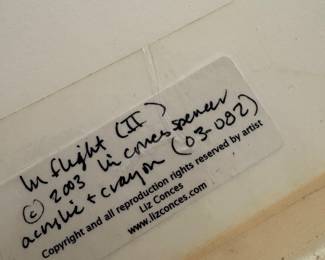 In flight (II)
© 2003 liz conces spencer
acrylic + crayon (03-082)
Copyright and all reproduction rights reserved by artist
Liz Conces
www.lizconces.com